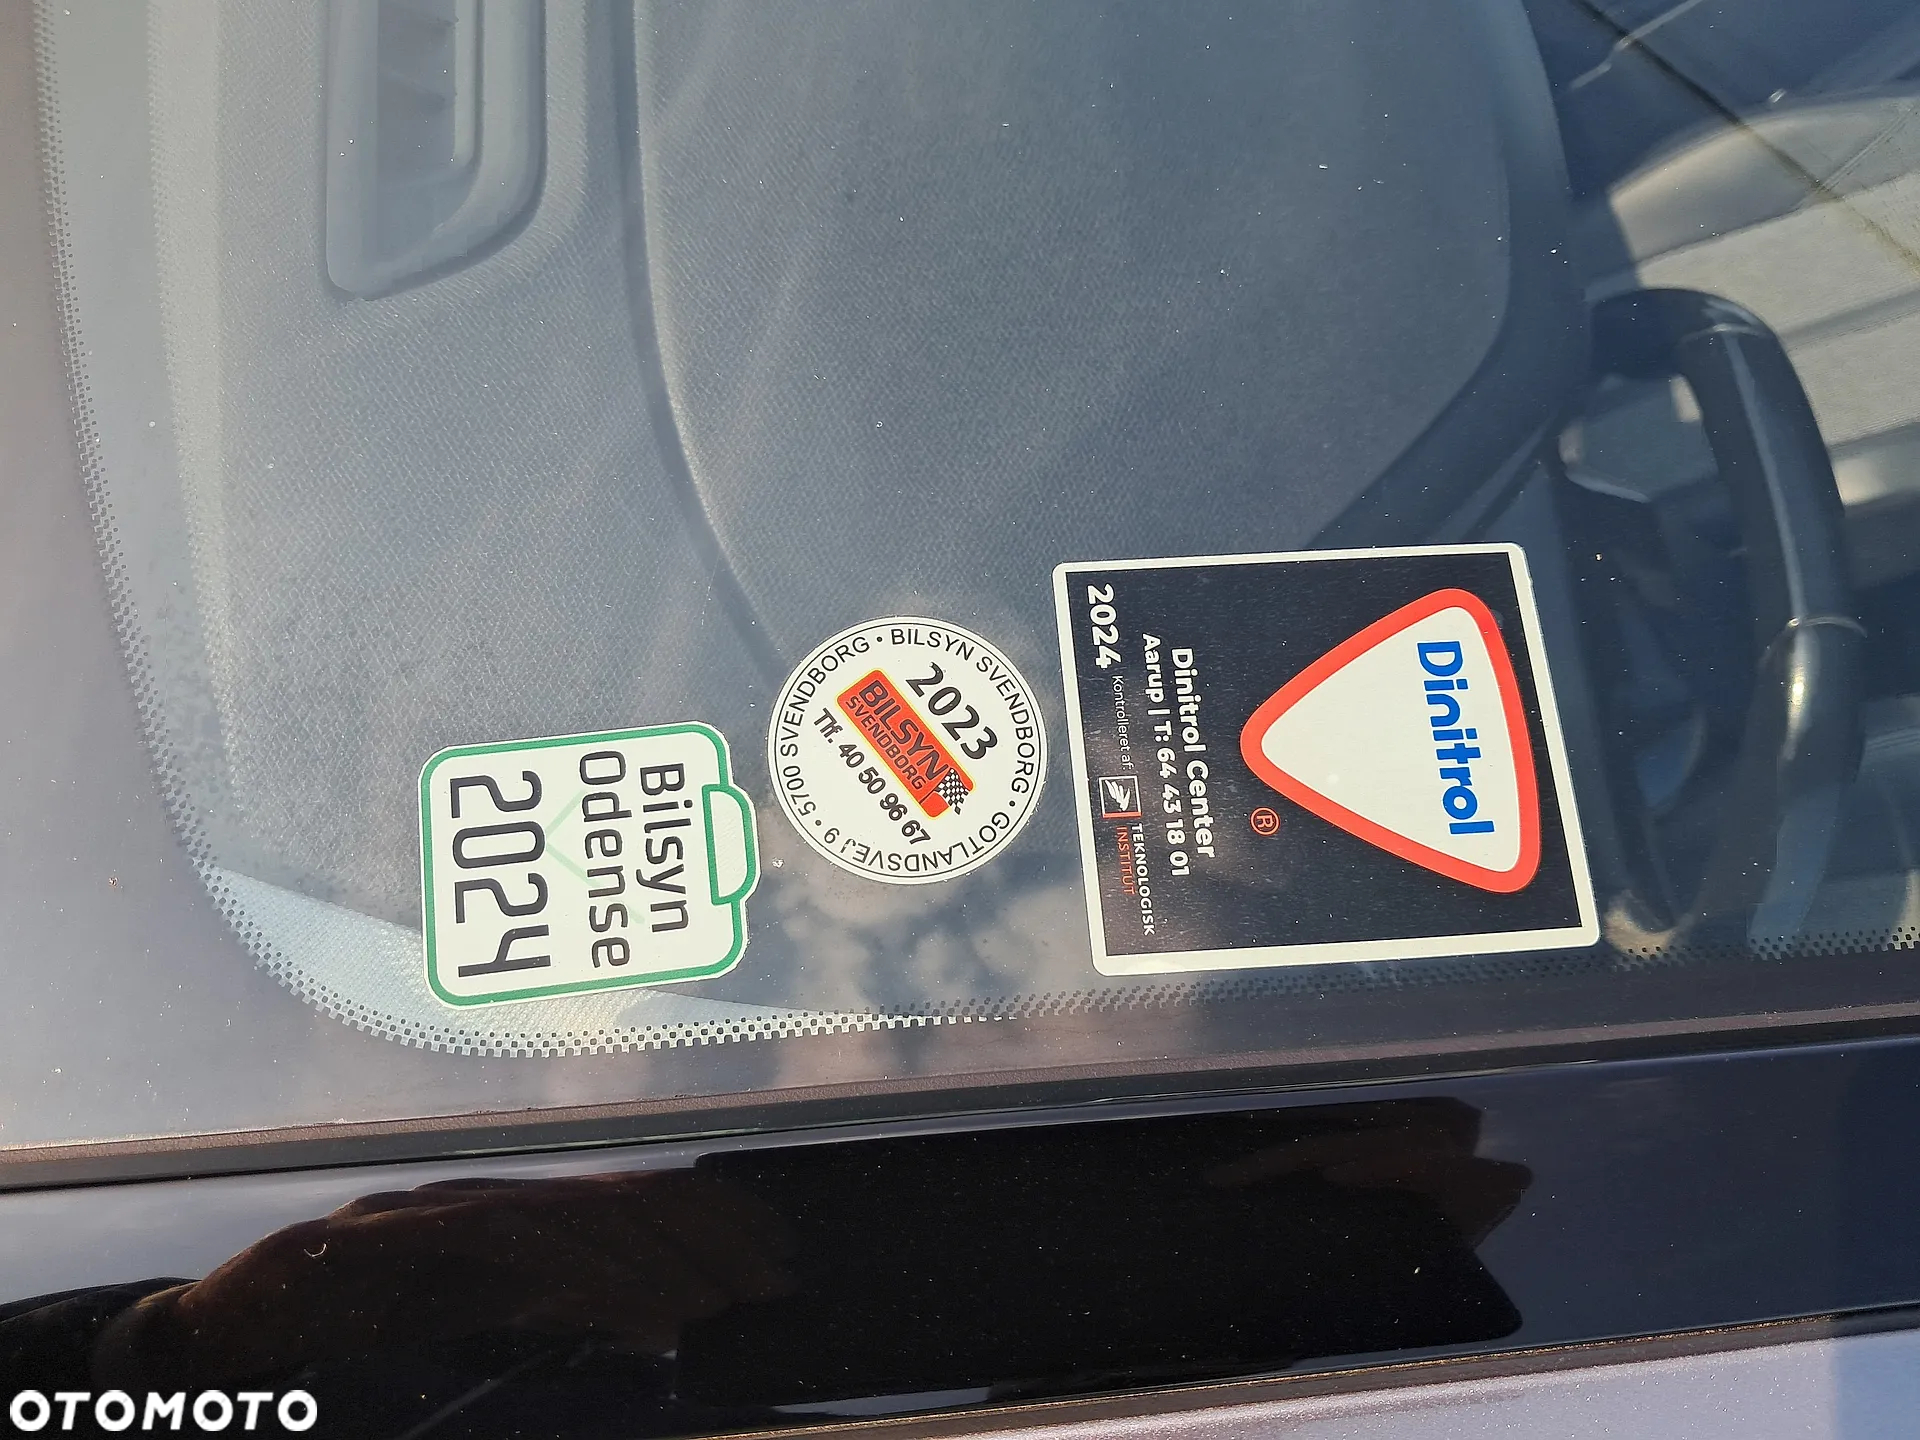 Dinitrol
®
Dinitrol Center
Aarup | T: 64 43 18 01
2024
Kontrolleret af:
TEKNOLOGISK
INSTITUT
BILSYN SVENDBORG • GOTLANDSVEJ 9 • 5700 SVENDBORG •
2023
BILSYN
SVENDBORG
Tlf. 40 50 96 67
Bilsyn
Odense
2024
OTOMOTO